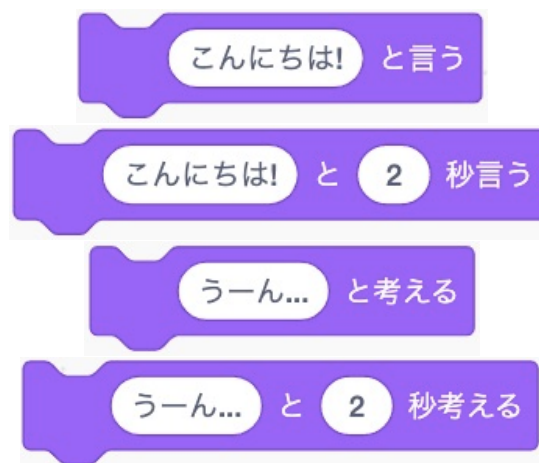 こんにちは! と言う
こんにちは! と 2 秒言う
うーん... と考える
うーん... と 2 秒考える